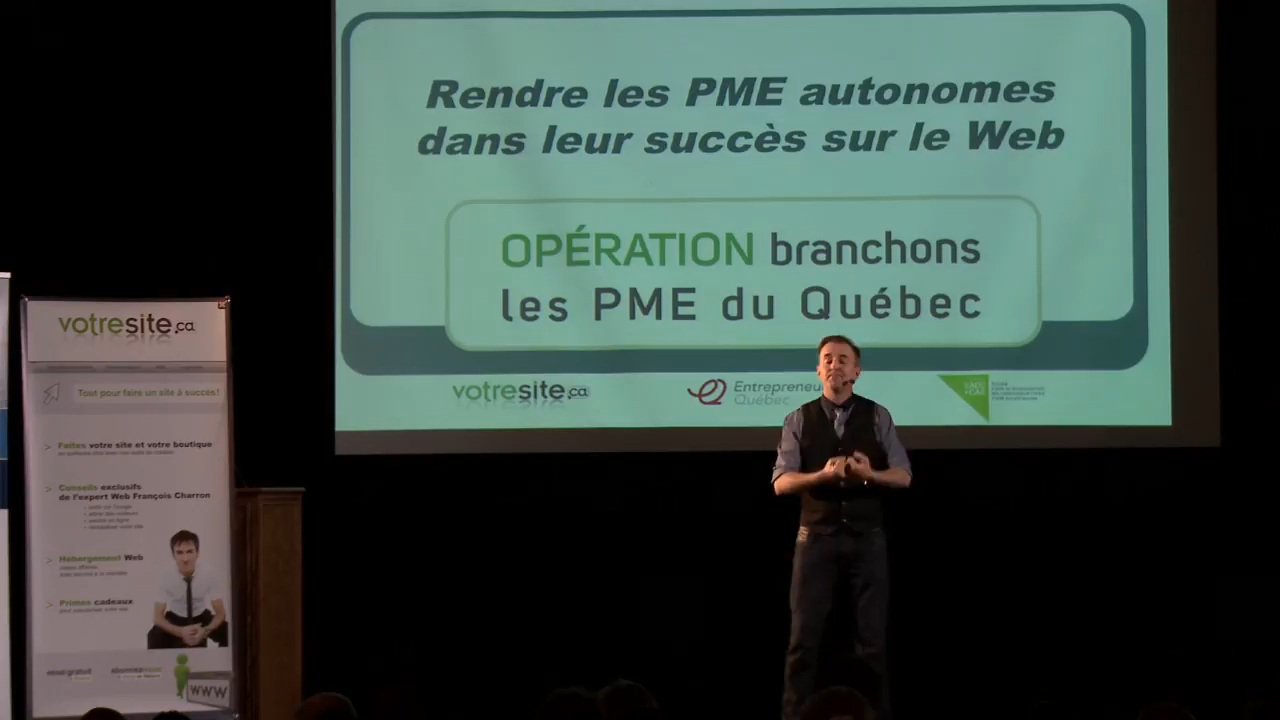 Rendre les PME autonomes
dans leur succès sur le Web
OPÉRATION branchons
les PME du Québec
votresite.ca
Entrepreneu
Québec
votresite.ca
Tout pour faire un site à succès!
> Faites votre site et votre boutique
> Conseils exclusifs
de l'expert Web François Charron
> Hébergement Web
> Primes cadeaux
WWW